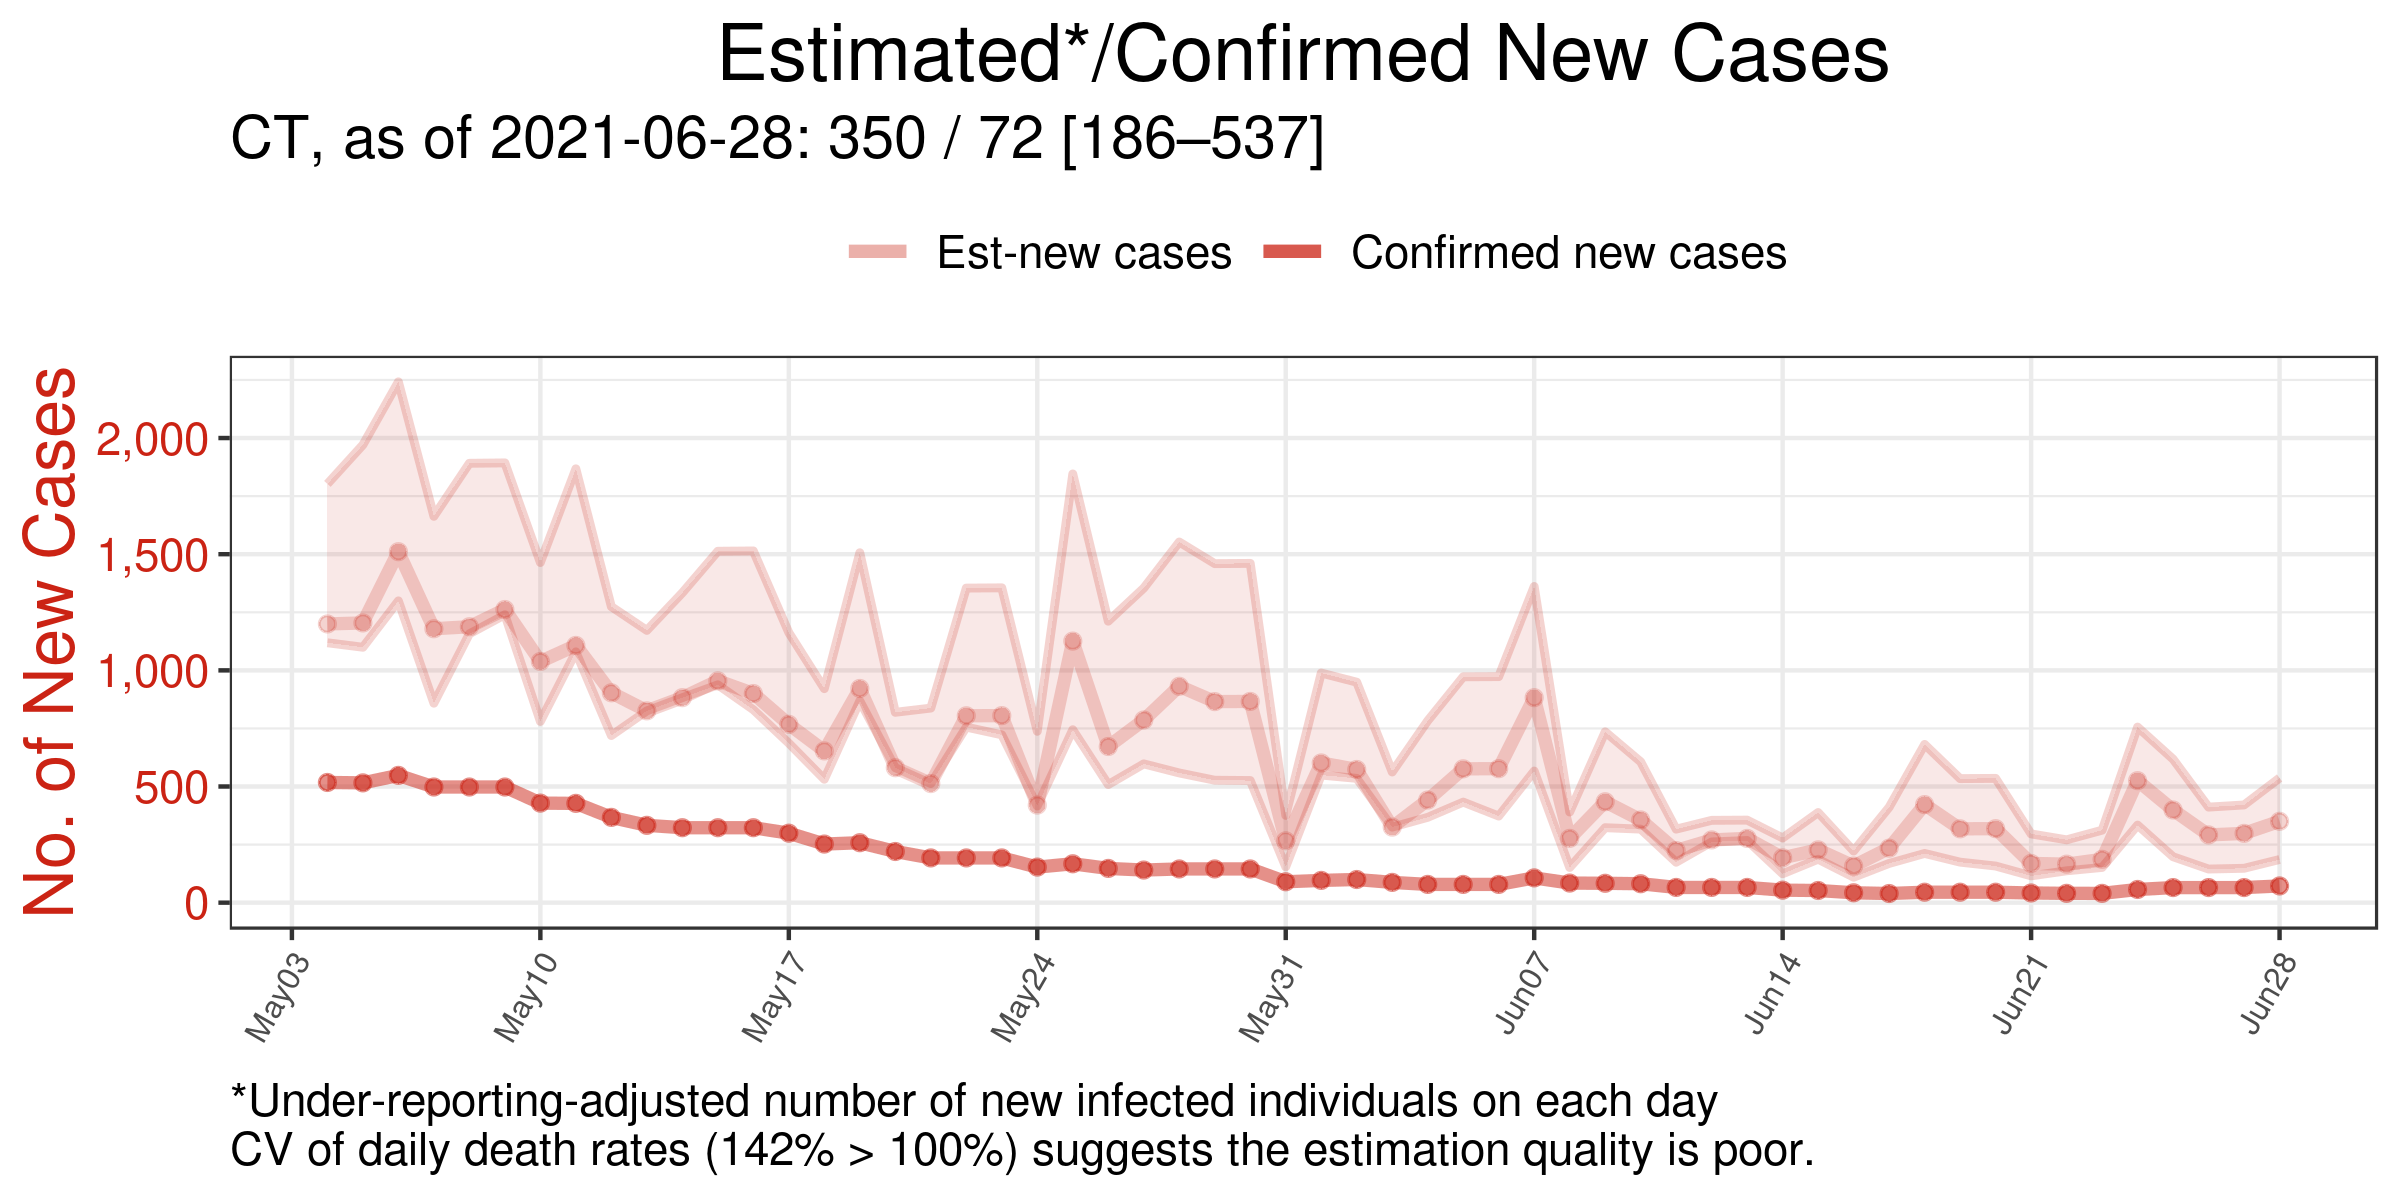 Estimated*/Confirmed New Cases
CT, as of 2021-06-28: 350 / 72 [186–537]
Est-new cases Confirmed new cases
No. of New Cases
2,000
1,500
1,000
500
0
May03 May10 May17 May24 May31 Jun07 Jun14 Jun21 Jun28
*Under-reporting-adjusted number of new infected individuals on each day
CV of daily death rates (142% > 100%) suggests the estimation quality is poor.